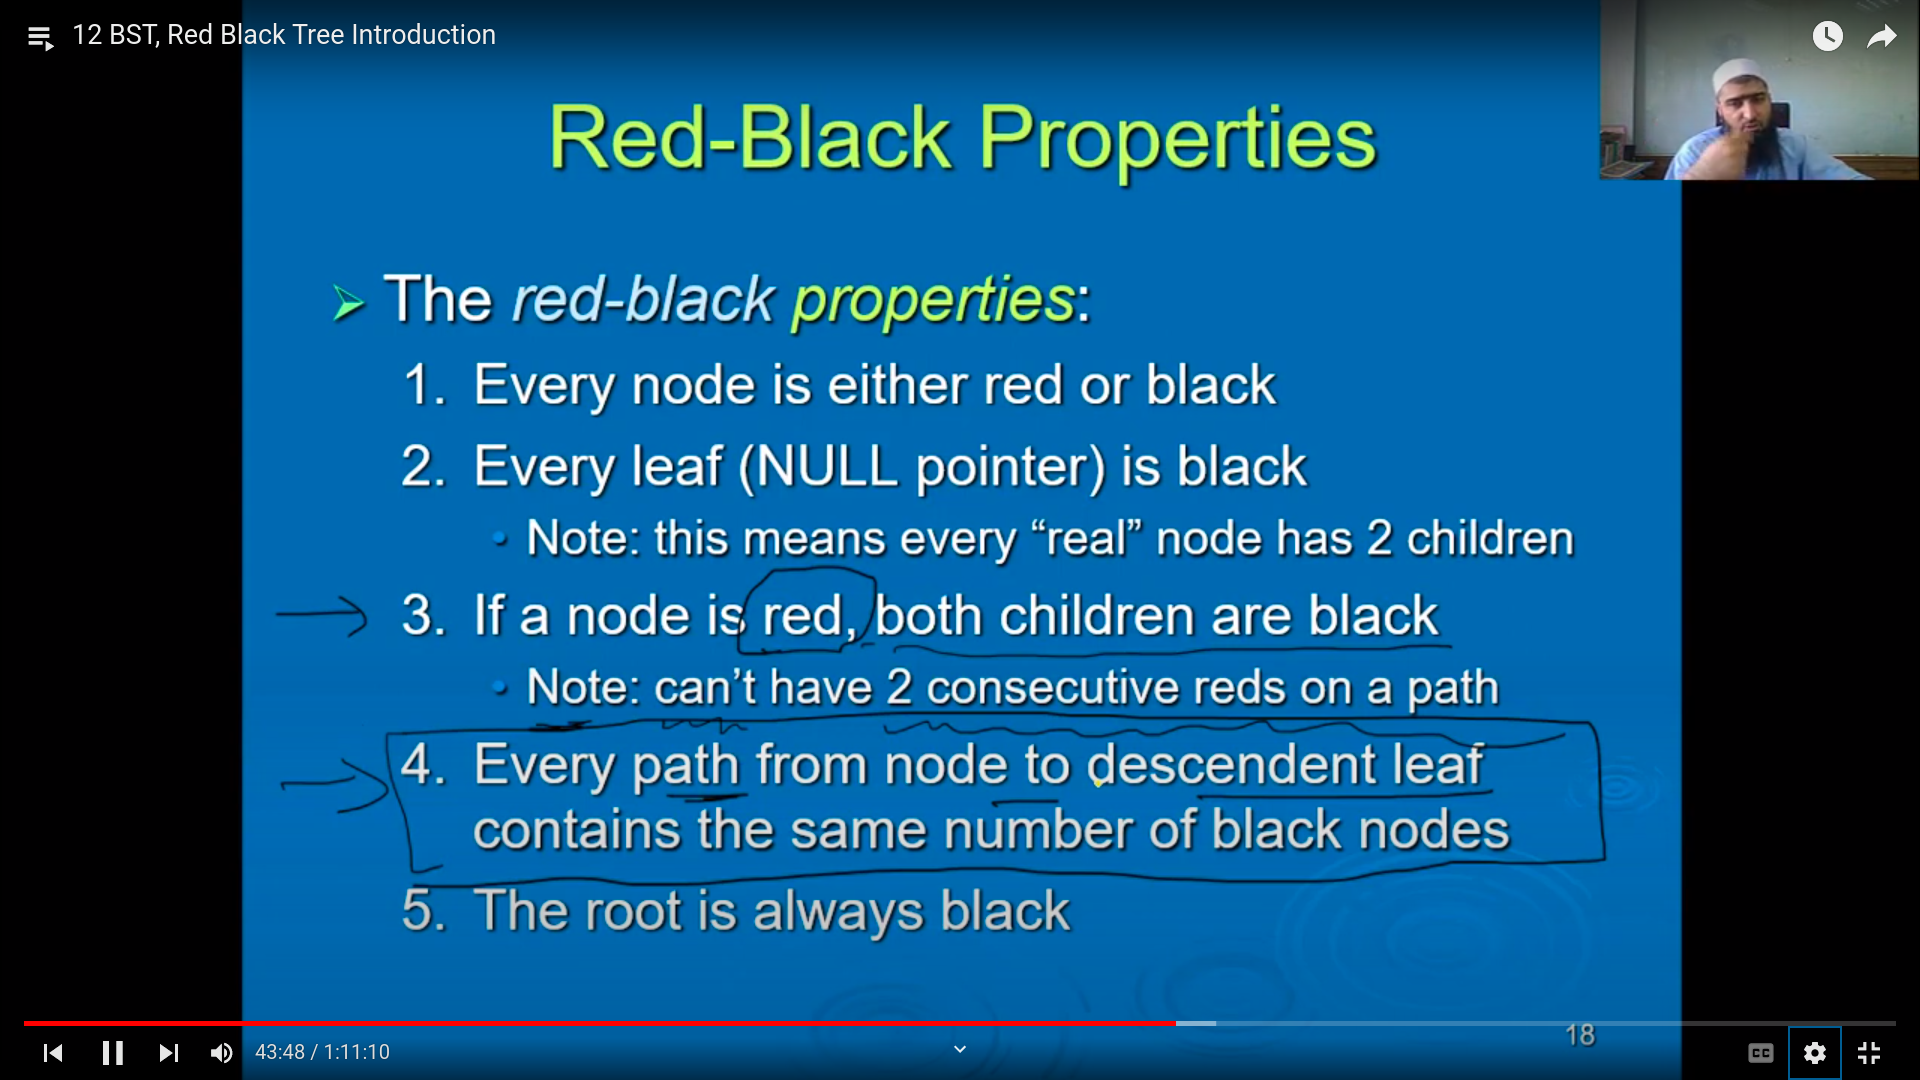 12 BST, Red Black Tree Introduction
Red-Black Properties
The red-black properties:
1. Every node is either red or black
2. Every leaf (NULL pointer) is black
Note: this means every “real” node has 2 children
3. If a node is red, both children are black
Note: can’t have 2 consecutive reds on a path
4. Every path from node to descendent leaf
contains the same number of black nodes
5. The root is always black
18
43:48 / 1:11:10
CC